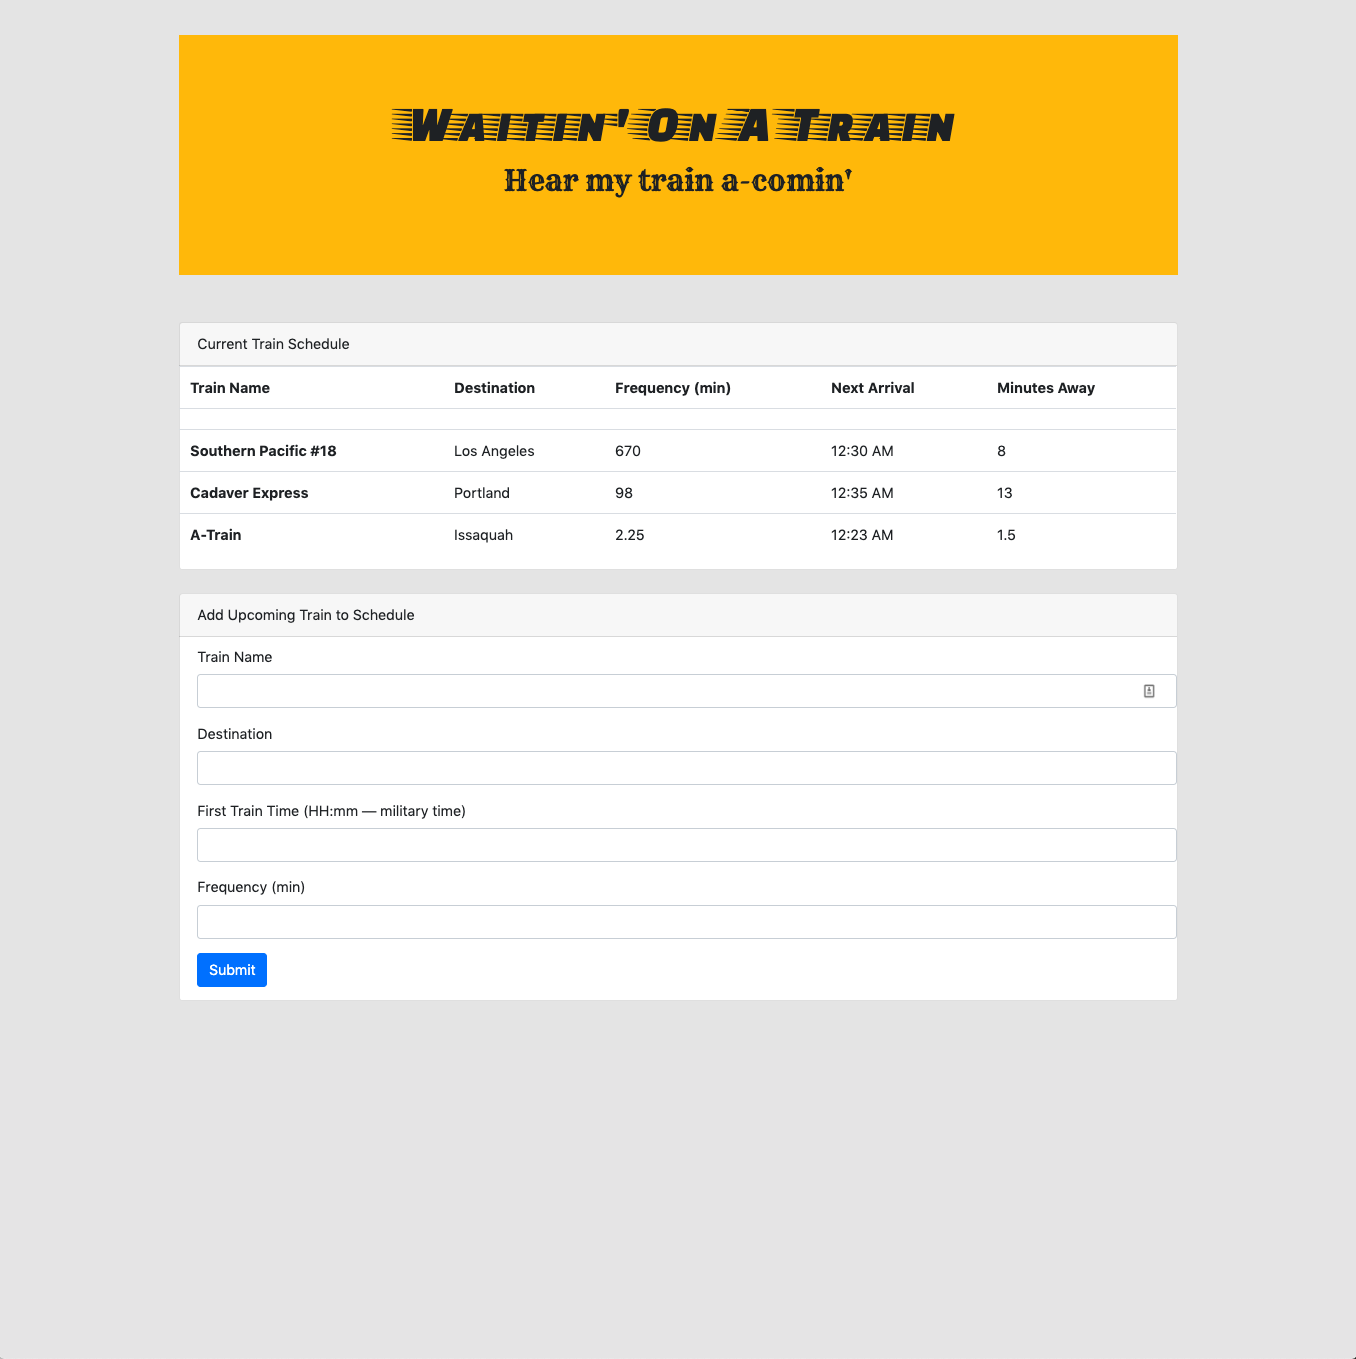 Waitin' On A Train
Hear my train a-comin'
Current Train Schedule
Train Name Destination Frequency (min) Next Arrival Minutes Away
Southern Pacific #18 Los Angeles 670 12:30 AM 8
Cadaver Express Portland 98 12:35 AM 13
A-Train Issaquah 2.25 12:23 AM 1.5
Add Upcoming Train to Schedule
Train Name
Destination
First Train Time (HH:mm — military time)
Frequency (min)
Submit